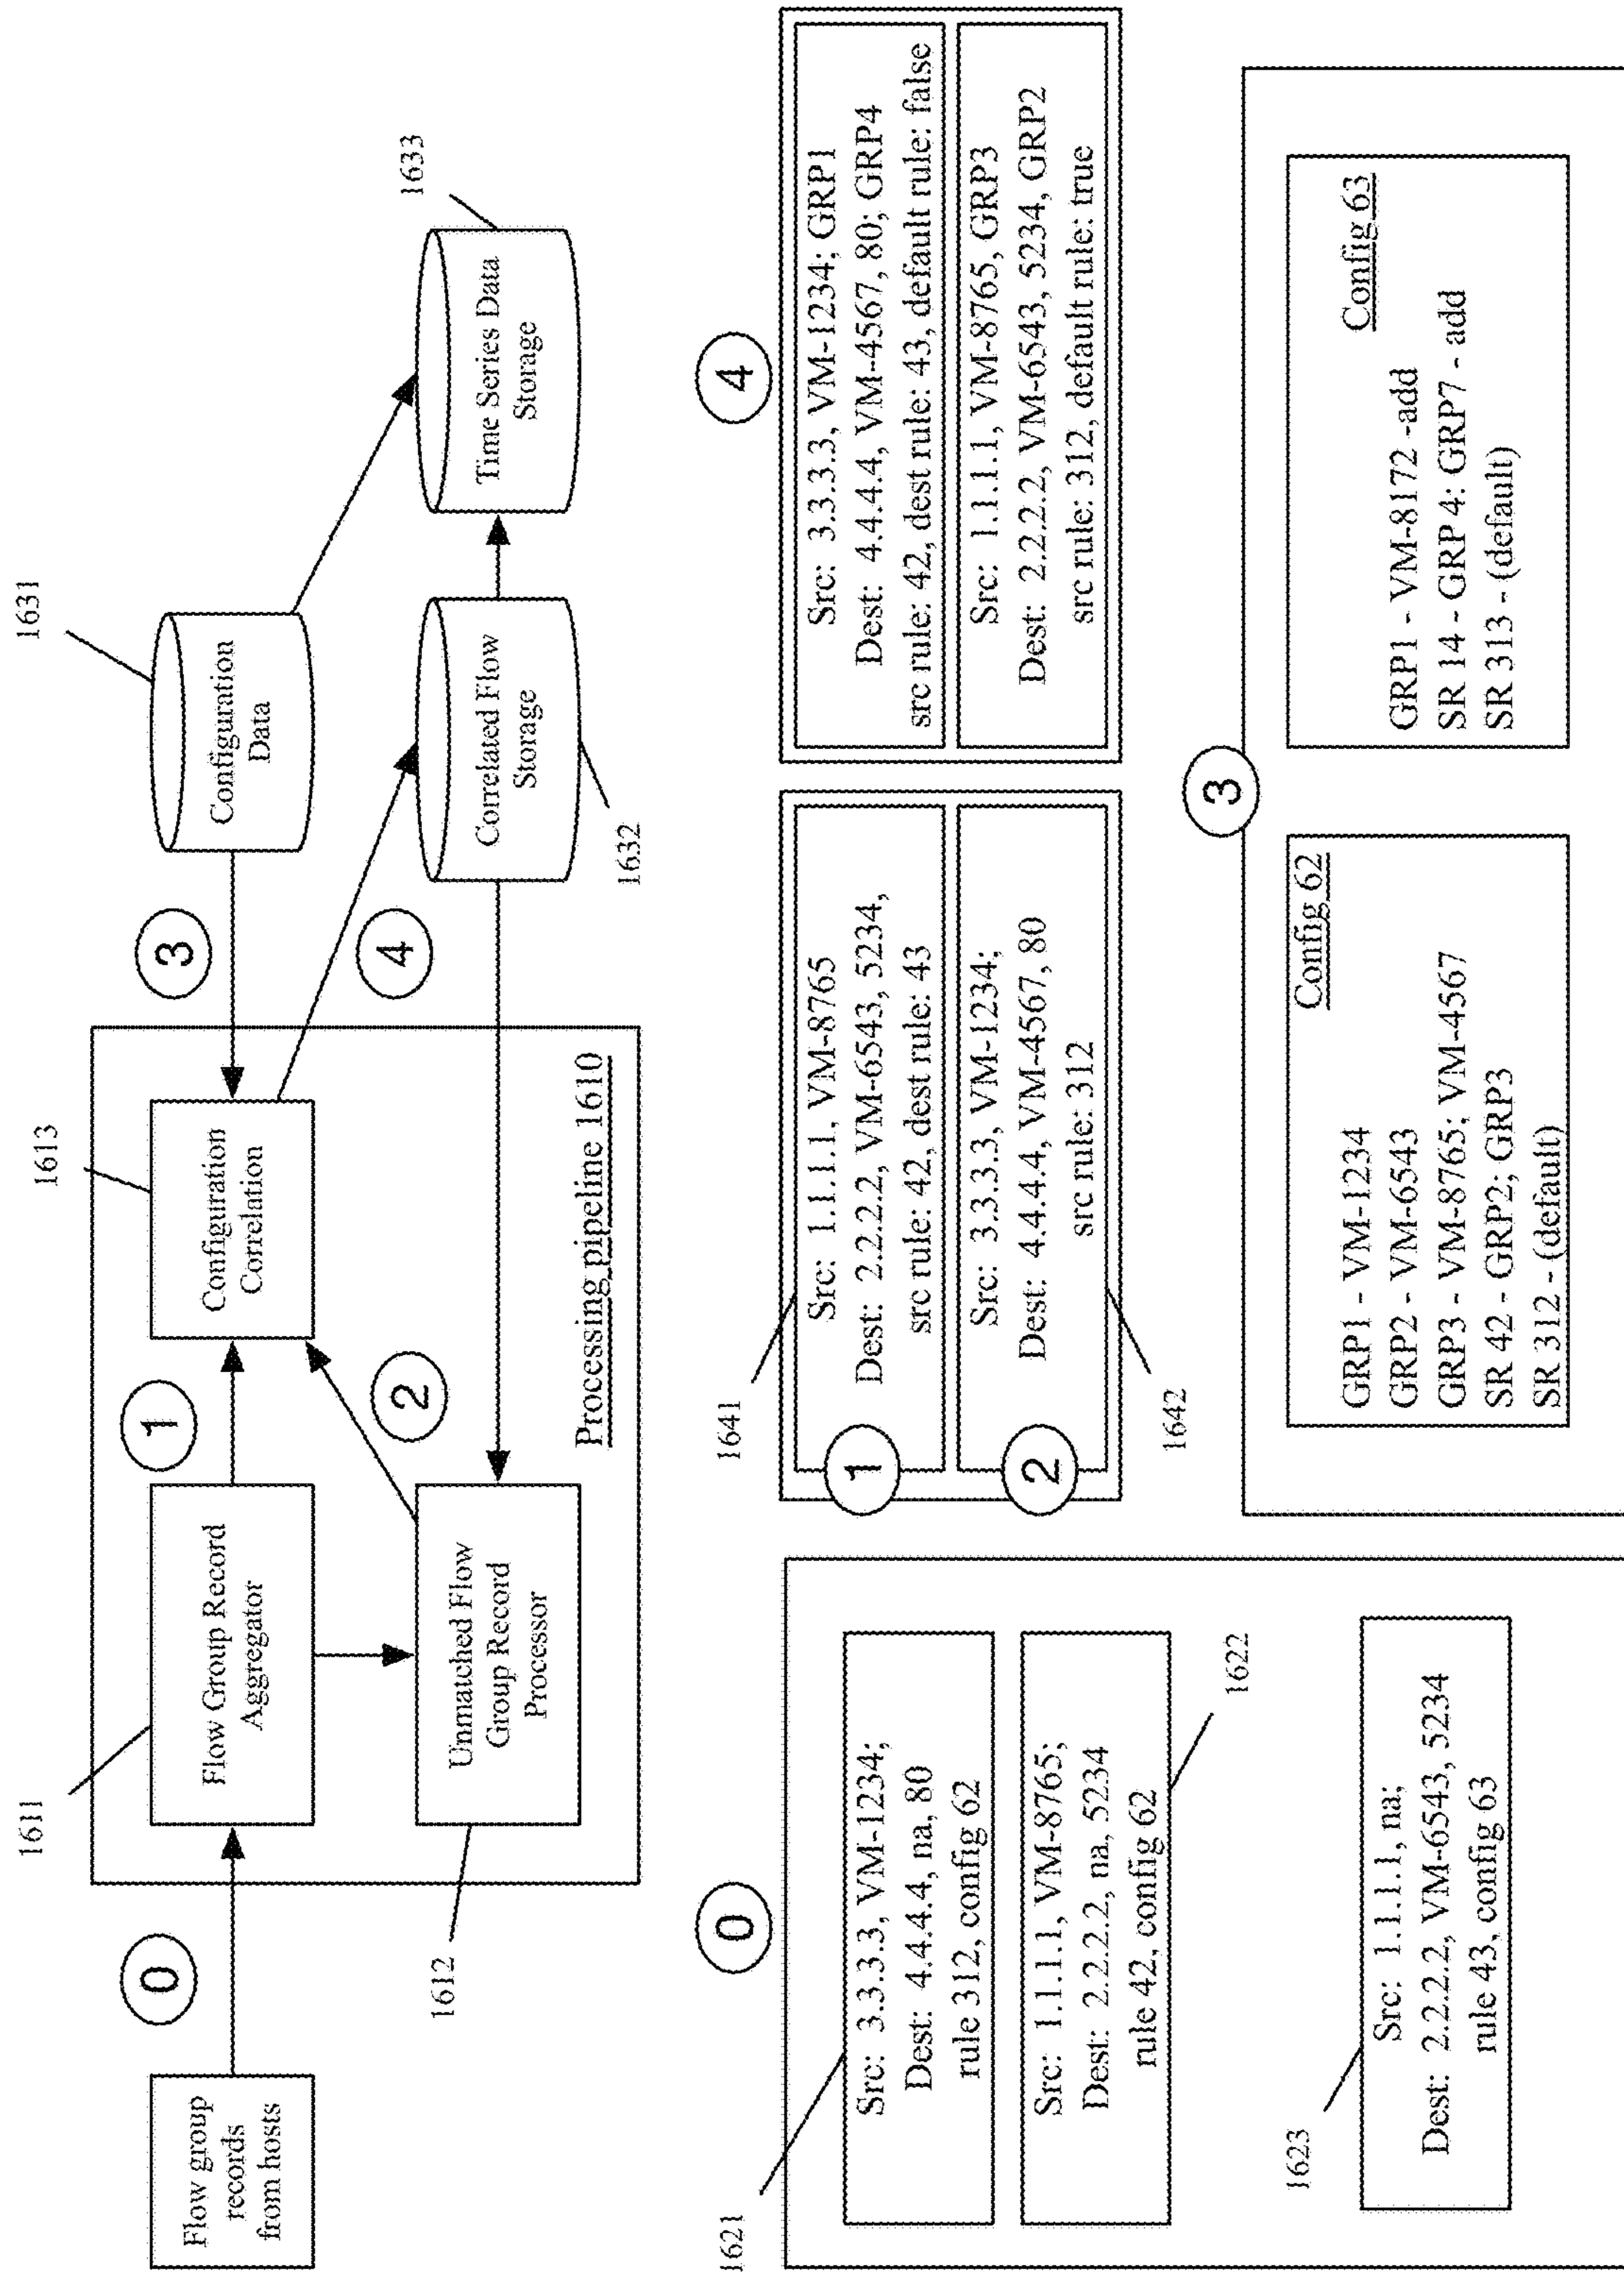 Flow group
records
from hosts
0
1611
Flow Group Record
Aggregator
1
1612
Unmatched Flow
Group Record
Processor
2
1613
Configuration
Correlation
Processing pipeline 1610
3
4
1631
Configuration
Data
Correlated Flow
Storage
1632
1633
Time Series Data
Storage
0
1621
Src: 3.3.3.3, VM-1234;
Dest: 4.4.4.4, na, 80
rule 312, config 62
Src: 1.1.1.1, VM-8765;
Dest: 2.2.2.2, na, 5234
rule 42, config 62
1622
1623
Src: 1.1.1.1, na;
Dest: 2.2.2.2, VM-6543, 5234
rule 43, config 63
1641
1
Src: 1.1.1.1, VM-8765
Dest: 2.2.2.2, VM-6543, 5234,
src rule: 42, dest rule: 43
2
Src: 3.3.3.3, VM-1234;
Dest: 4.4.4.4, VM-4567, 80
src rule: 312
1642
4
Src: 3.3.3.3, VM-1234; GRP1
Dest: 4.4.4.4, VM-4567, 80; GRP4
src rule: 42, dest rule: 43, default rule: false
Src: 1.1.1.1, VM-8765, GRP3
Dest: 2.2.2.2, VM-6543, 5234, GRP2
src rule: 312, default rule: true
3
Config 62
GRP1 - VM-1234
GRP2 - VM-6543
GRP3 - VM-8765; VM-4567
SR 42 - GRP2; GRP3
SR 312 - (default)
Config 63
GRP1 - VM-8172 -add
SR 14 - GRP 4: GRP7 - add
SR 313 - (default)